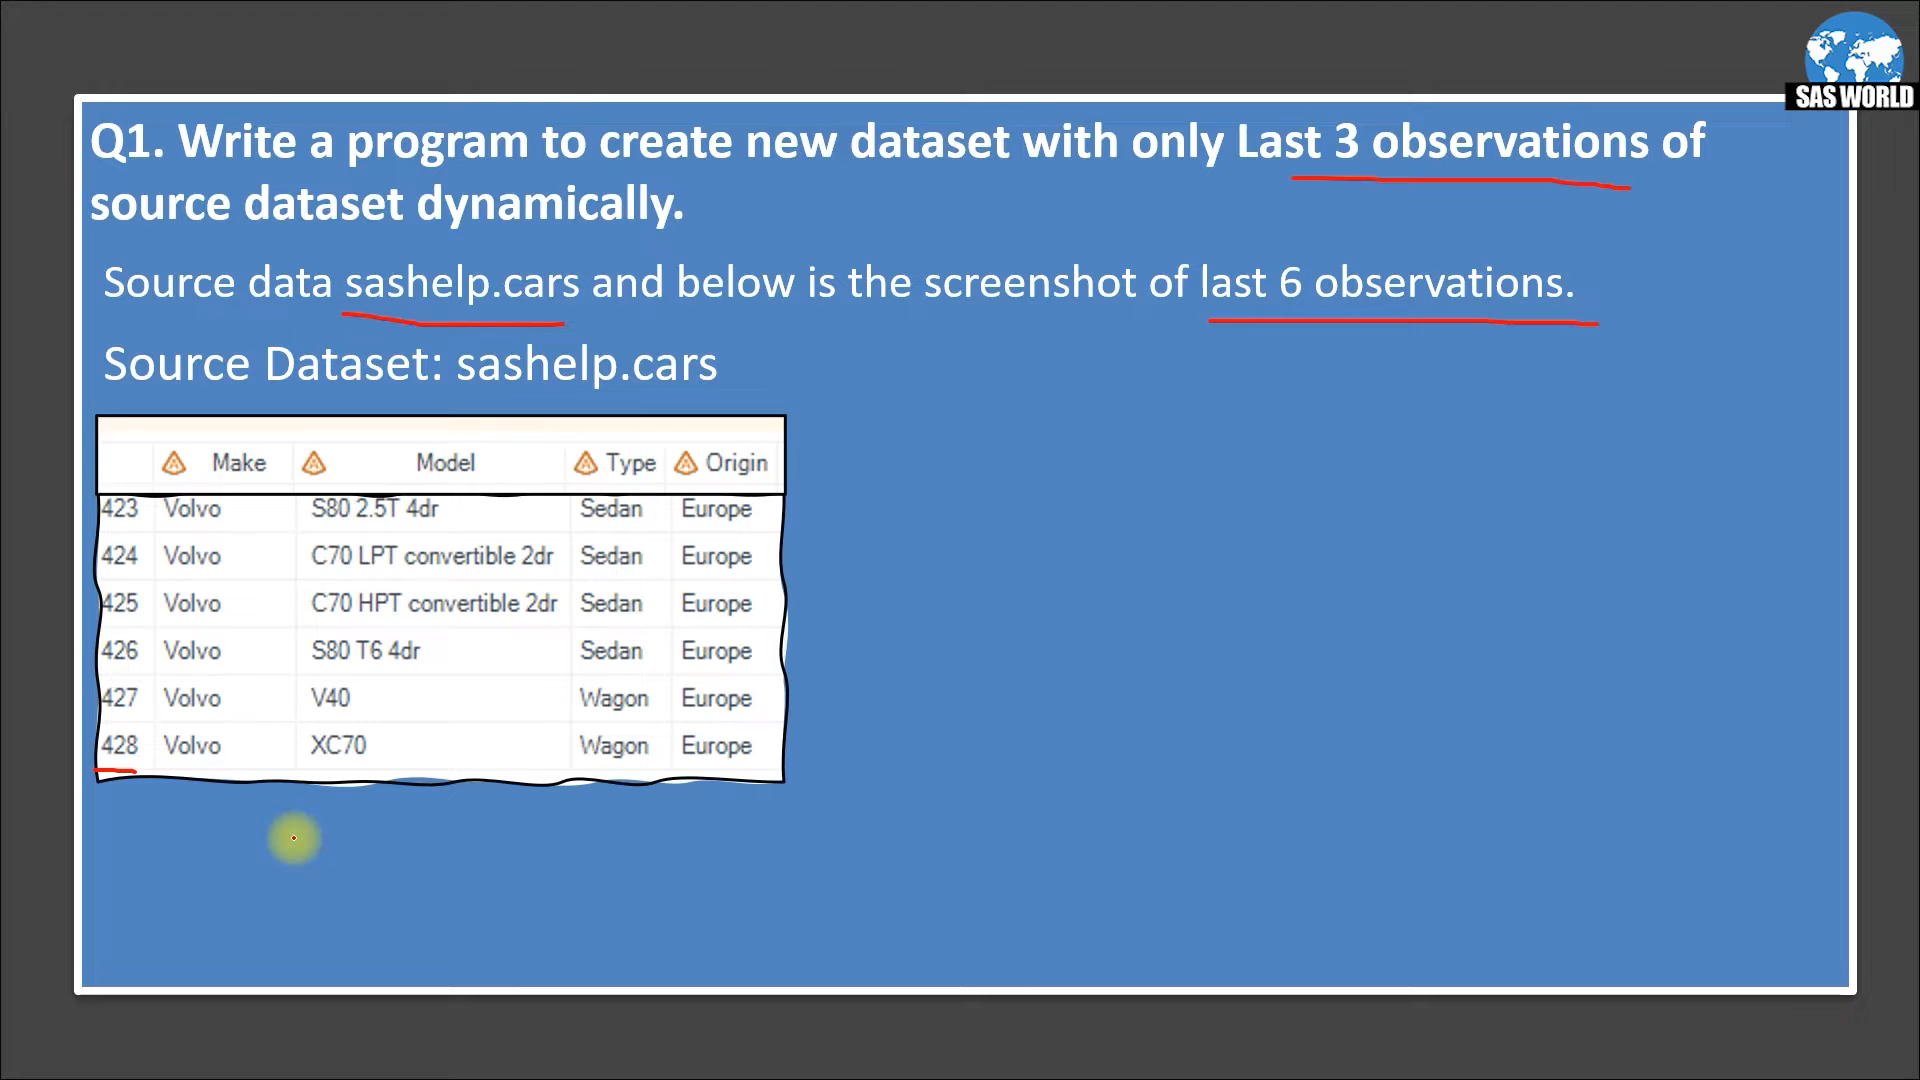 SAS WORLD
Q1. Write a program to create new dataset with only Last 3 observations of
source dataset dynamically.
Source data sashelp.cars and below is the screenshot of last 6 observations.
Source Dataset: sashelp.cars
Make Model Type Origin
423 Volvo S80 2.5T 4dr Sedan Europe
424 Volvo C70 LPT convertible 2dr Sedan Europe
425 Volvo C70 HPT convertible 2dr Sedan Europe
426 Volvo S80 T6 4dr Sedan Europe
427 Volvo V40 Wagon Europe
428 Volvo XC70 Wagon Europe